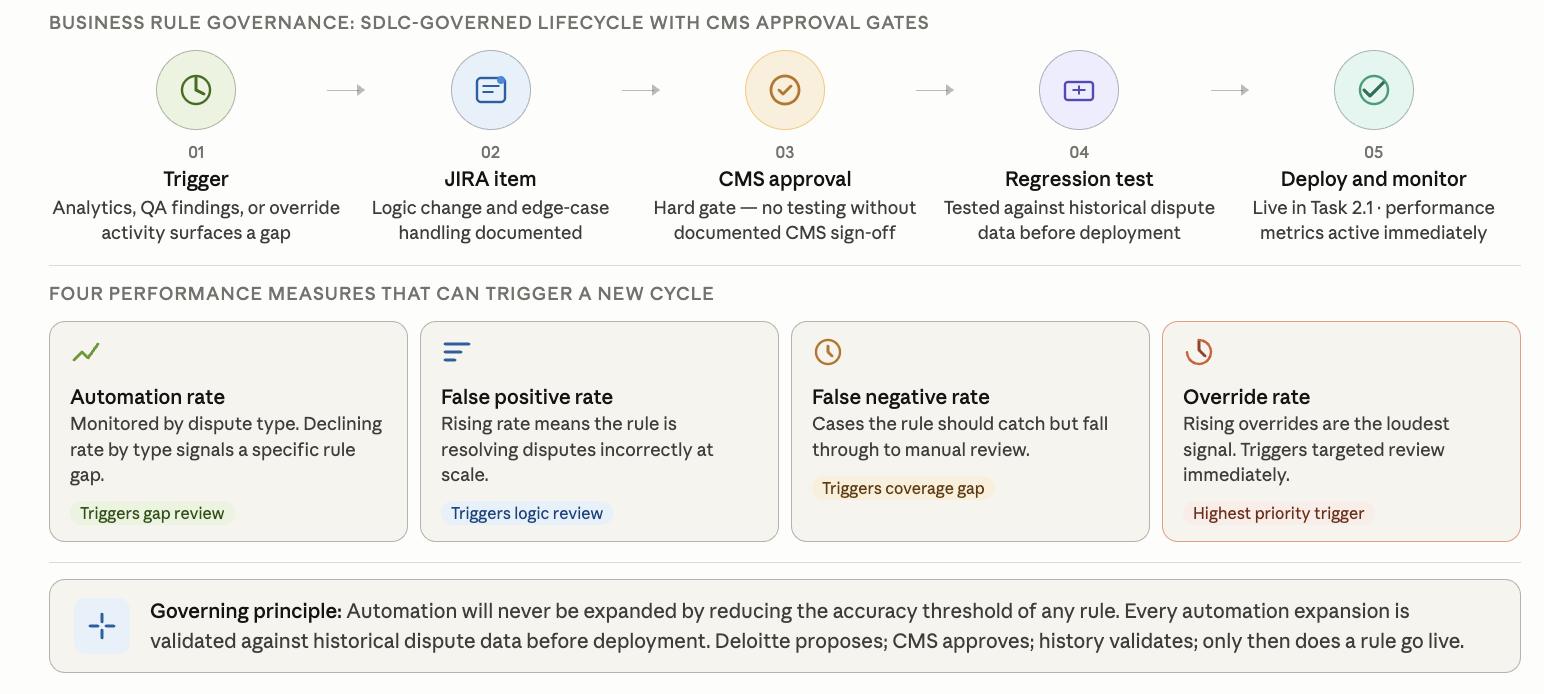 BUSINESS RULE GOVERNANCE: SDLC-GOVERNED LIFECYCLE WITH CMS APPROVAL GATES
01
Trigger
Analytics, QA findings, or override
activity surfaces a gap
02
JIRA item
Logic change and edge-case
handling documented
03
CMS approval
Hard gate — no testing without
documented CMS sign-off
04
Regression test
Tested against historical dispute
data before deployment
05
Deploy and monitor
Live in Task 2.1 · performance
metrics active immediately
FOUR PERFORMANCE MEASURES THAT CAN TRIGGER A NEW CYCLE
Automation rate
Monitored by dispute type. Declining
rate by type signals a specific rule
gap.
Triggers gap review
False positive rate
Rising rate means the rule is
resolving disputes incorrectly at
scale.
Triggers logic review
False negative rate
Cases the rule should catch but fall
through to manual review.
Triggers coverage gap
Override rate
Rising overrides are the loudest
signal. Triggers targeted review
immediately.
Highest priority trigger
Governing principle: Automation will never be expanded by reducing the accuracy threshold of any rule. Every automation expansion is
validated against historical dispute data before deployment. Deloitte proposes; CMS approves; history validates; only then does a rule go live.